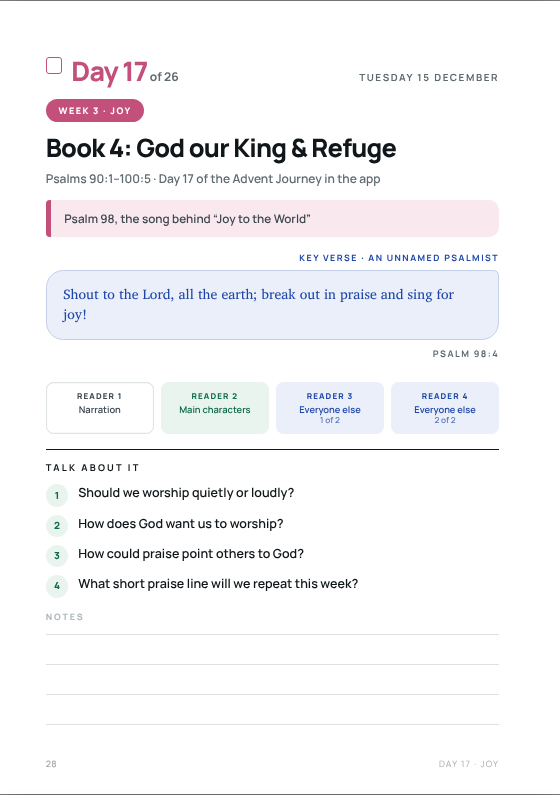 Day 17 of 26
TUESDAY 15 DECEMBER
WEEK 3 · JOY
Book 4: God our King & Refuge
Psalms 90:1–100:5 · Day 17 of the Advent Journey in the app
Psalm 98, the song behind “Joy to the World”
KEY VERSE · AN UNNAMED PSALMIST
Shout to the Lord, all the earth; break out in praise and sing for
joy!
PSALM 98:4
READER 1
Narration
READER 2
Main characters
READER 3
Everyone else
1 of 2
READER 4
Everyone else
2 of 2
TALK ABOUT IT
1 Should we worship quietly or loudly?
2 How does God want us to worship?
3 How could praise point others to God?
4 What short praise line will we repeat this week?
NOTES
28
DAY 17 · JOY